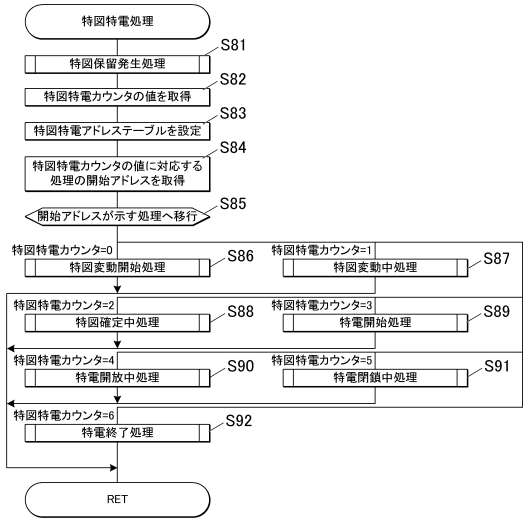 特図特電処理
S81
特図保留発生処理
S82
特図特電カウンタの値を取得
S83
特図特電アドレステーブルを設定
S84
特図特電カウンタの値に対応する
処理の開始アドレスを取得
S85
開始アドレスが示す処理へ移行
特図特電カウンタ=0
S86
特図特電カウンタ=1
S87
特図変動開始処理
特図変動中処理
特図特電カウンタ=2
S88
特図特電カウンタ=3
S89
特図確定中処理
特電開始処理
特図特電カウンタ=4
S90
特図特電カウンタ=5
S91
特電開放中処理
特電閉鎖中処理
特図特電カウンタ=6
S92
特電終了処理
RET